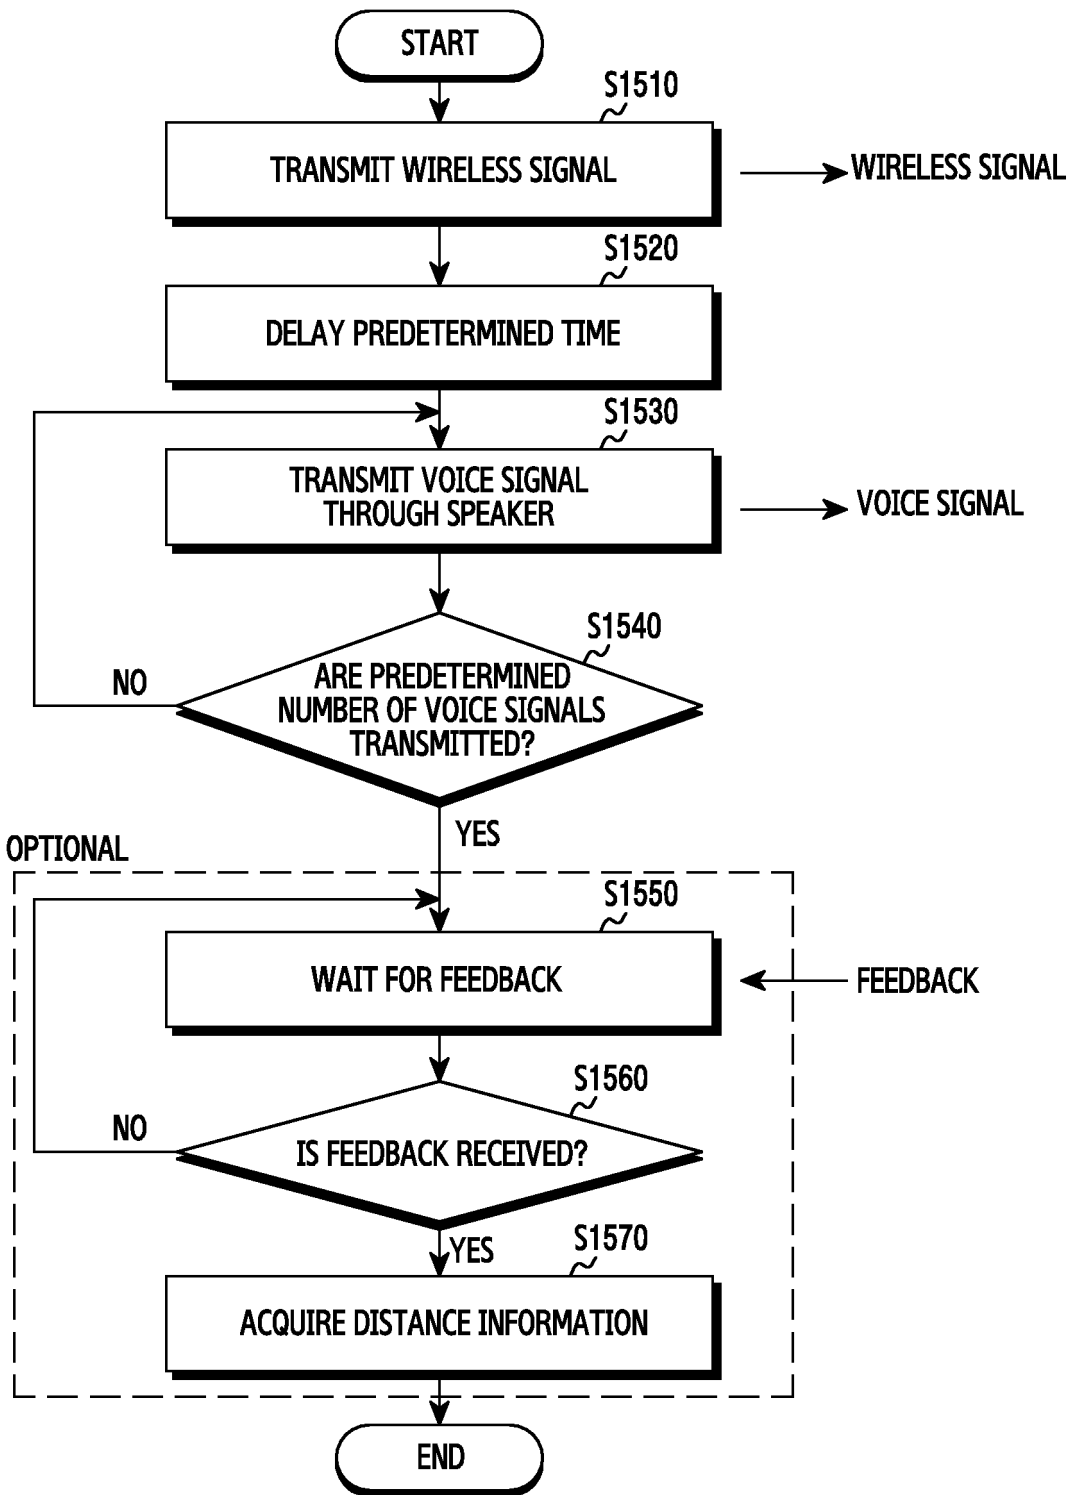 START
S1510
TRANSMIT WIRELESS SIGNAL
WIRELESS SIGNAL
S1520
DELAY PREDETERMINED TIME
S1530
TRANSMIT VOICE SIGNAL
THROUGH SPEAKER
VOICE SIGNAL
S1540
ARE PREDETERMINED
NUMBER OF VOICE SIGNALS
TRANSMITTED?
NO
YES
OPTIONAL
S1550
WAIT FOR FEEDBACK
FEEDBACK
S1560
IS FEEDBACK RECEIVED?
NO
YES
S1570
ACQUIRE DISTANCE INFORMATION
END